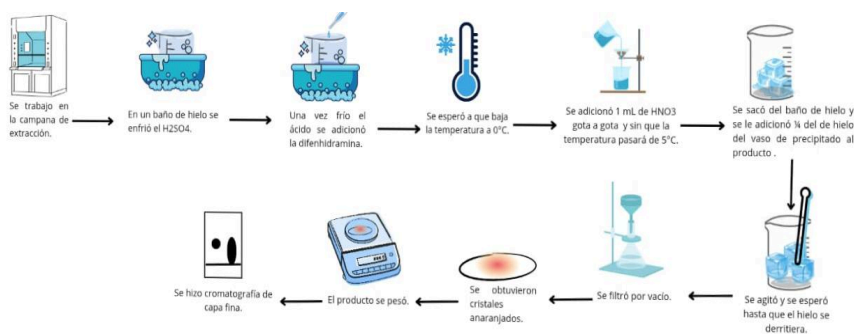 Se trabajo en
la campana de
extracción.
En un baño de hielo se
enfrió el H2SO4.
Una vez frío el
ácido se adicionó
la difenhidramina.
Se esperó a que baja
la temperatura a 0°C.
Se adicionó 1 mL de HNO3
gota a gota y sin que la
temperatura pasará de 5°C.
Se sacó del baño de hielo y
se le adicionó ¼ del de hielo
del vaso de precipitado al
producto .
Se agitó y se esperó
hasta que el hielo se
derritiera.
Se filtró por vacío.
Se obtuvieron
cristales
anaranjados.
El producto se pesó.
Se hizo cromatografía de
capa fina.